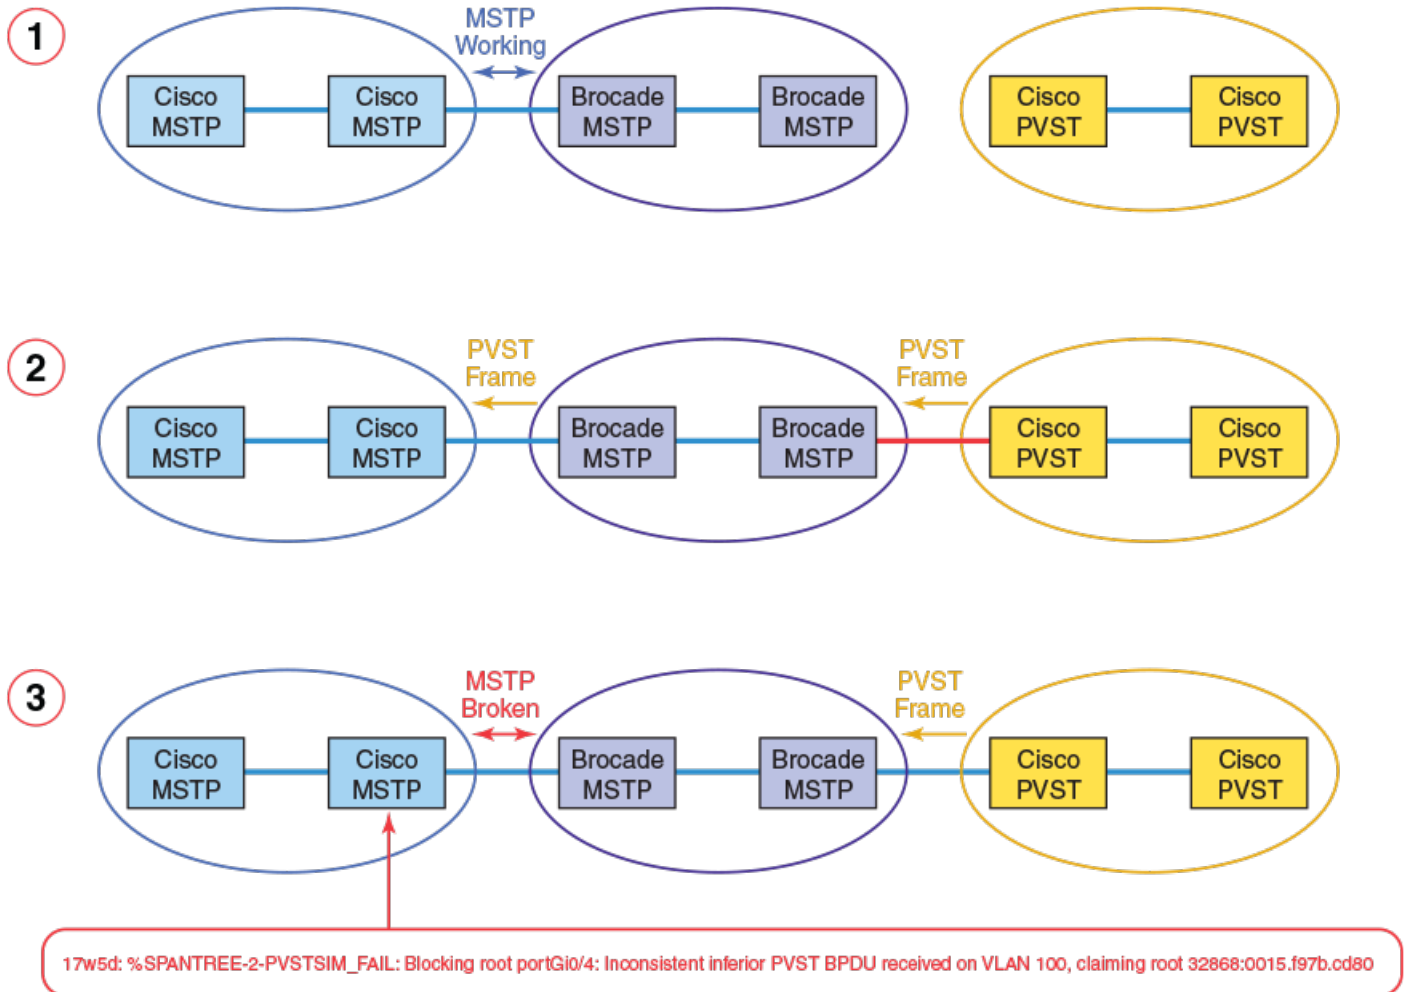 1
MSTP
Working
Cisco
MSTP
Cisco
MSTP
Brocade
MSTP
Brocade
MSTP
Cisco
PVST
Cisco
PVST
2
PVST
Frame
PVST
Frame
Cisco
MSTP
Cisco
MSTP
Brocade
MSTP
Brocade
MSTP
Cisco
PVST
Cisco
PVST
3
MSTP
Broken
PVST
Frame
Cisco
MSTP
Cisco
MSTP
Brocade
MSTP
Brocade
MSTP
Cisco
PVST
Cisco
PVST
17w5d: %SPANTREE-2-PVSTSIM_FAIL: Blocking root portGi0/4: Inconsistent inferior PVST BPDU received on VLAN 100, claiming root 32868:0015.f97b.cd80